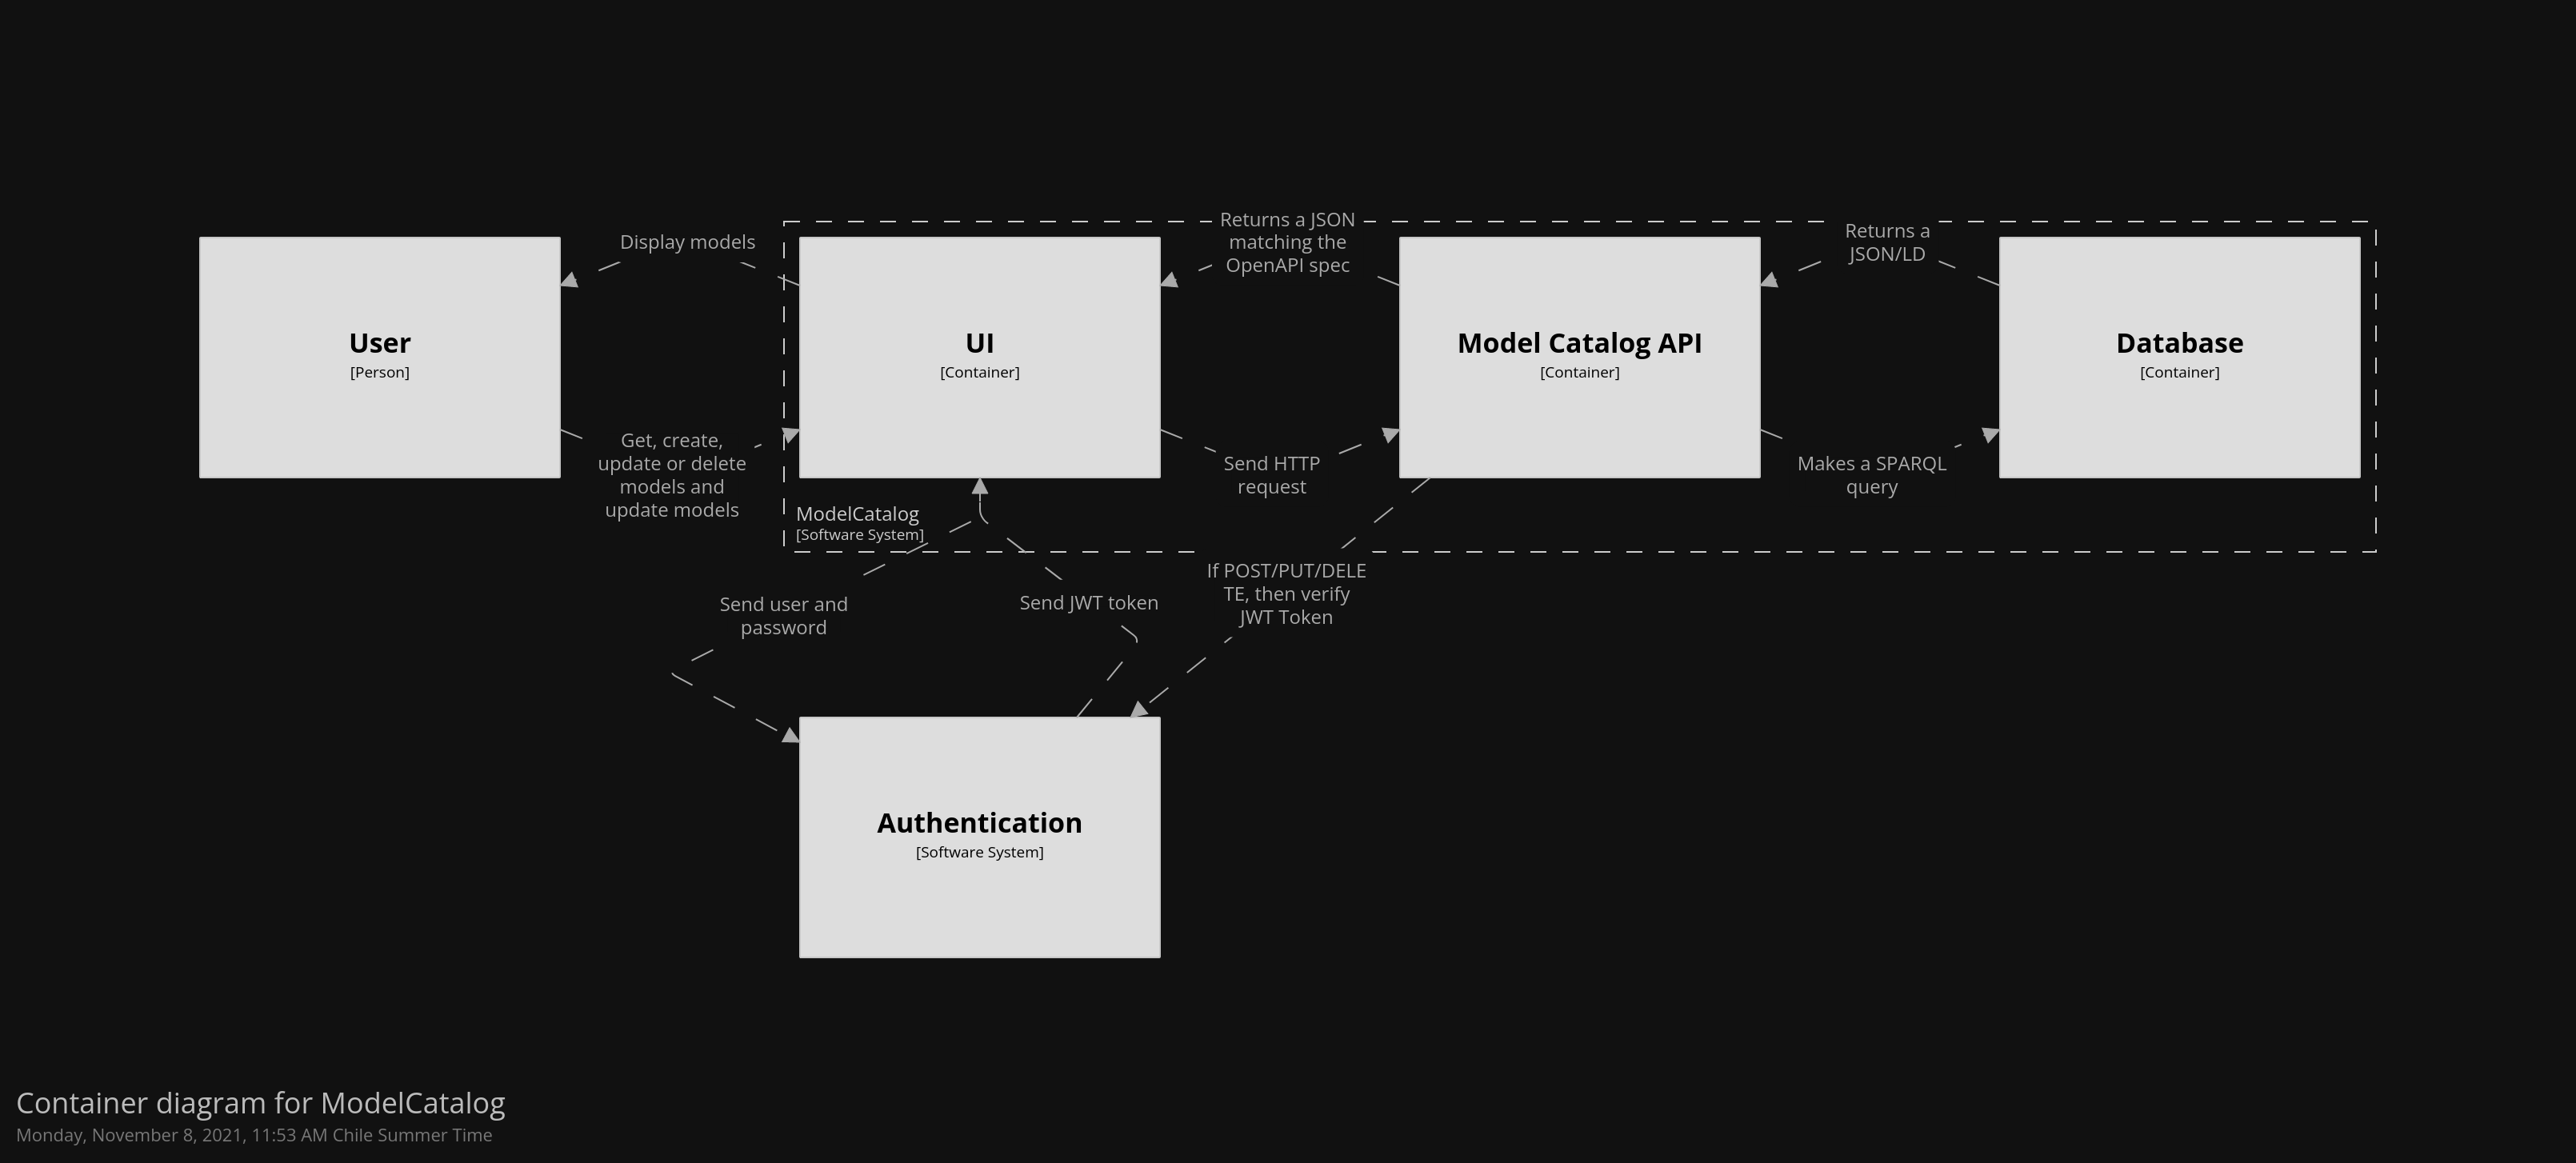 Display models
Returns a JSON
matching the
OpenAPI spec
Returns a
JSON/LD
User
[Person]
UI
[Container]
Model Catalog API
[Container]
Database
[Container]
Get, create,
update or delete
models and
update models
Send HTTP
request
Makes a SPARQL
query
ModelCatalog
[Software System]
Send user and
password
Send JWT token
If POST/PUT/DELE
TE, then verify
JWT Token
Authentication
[Software System]
Container diagram for ModelCatalog
Monday, November 8, 2021, 11:53 AM Chile Summer Time